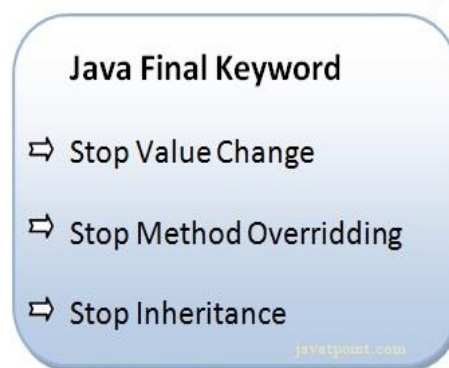 Java Final Keyword
⇨ Stop Value Change
⇨ Stop Method Overridding
⇨ Stop Inheritance
javatpoint.com